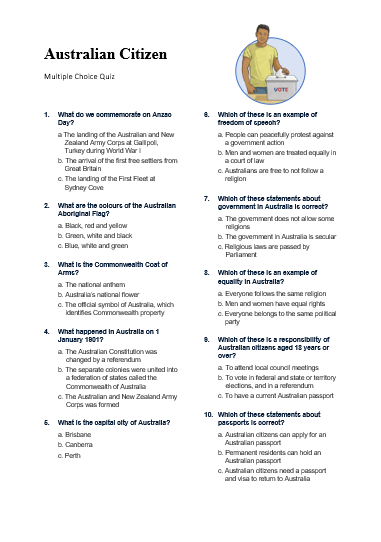 Australian Citizen
Multiple Choice Quiz
VOTE
1. What do we commemorate on Anzac
Day?
a The landing of the Australian and New
Zealand Army Corps at Gallipoli,
Turkey during World War I
b. The arrival of the first free settlers from
Great Britain
c. The landing of the First Fleet at
Sydney Cove
2. What are the colours of the Australian
Aboriginal Flag?
a. Black, red and yellow
b. Green, white and black
c. Blue, white and green
3. What is the Commonwealth Coat of
Arms?
a. The national anthem
b. Australia's national flower
c. The official symbol of Australia, which
identifies Commonwealth property
4. What happened in Australia on 1
January 1901?
a. The Australian Constitution was
changed by a referendum
b. The separate colonies were united into
a federation of states called the
Commonwealth of Australia
c. The Australian and New Zealand Army
Corps was formed
5. What is the capital city of Australia?
a. Brisbane
b. Canberra
c. Perth
6. Which of these is an example of
freedom of speech?
a. People can peacefully protest against
a government action
b. Men and women are treated equally in
a court of law
c. Australians are free to not follow a
religion
7. Which of these statements about
government in Australia is correct?
a. The government does not allow some
religions
b. The government in Australia is secular
c. Religious laws are passed by
Parliament
8. Which of these is an example of
equality in Australia?
a. Everyone follows the same religion
b. Men and women have equal rights
c. Everyone belongs to the same political
party
9. Which of these is a responsibility of
Australian citizens aged 18 years or
over?
a. To attend local council meetings
b. To vote in federal and state or territory
elections, and in a referendum
c. To have a current Australian passport
10. Which of these statements about
passports is correct?
a. Australian citizens can apply for an
Australian passport
b. Permanent residents can hold an
Australian passport
c. Australian citizens need a passport
and visa to return to Australia